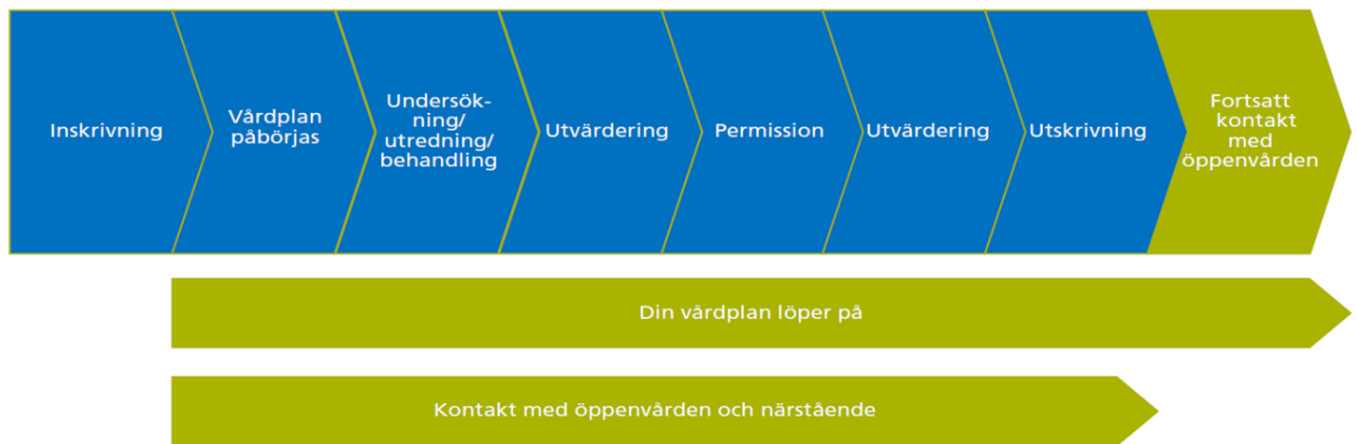 Inskrivning
Vårdplan
påbörjas
Undersök-
ning/
utredning/
behandling
Utvärdering
Permission
Utvärdering
Utskrivning
Fortsatt
kontakt
med
öppenvården
Din vårdplan löper på
Kontakt med öppenvården och närstående